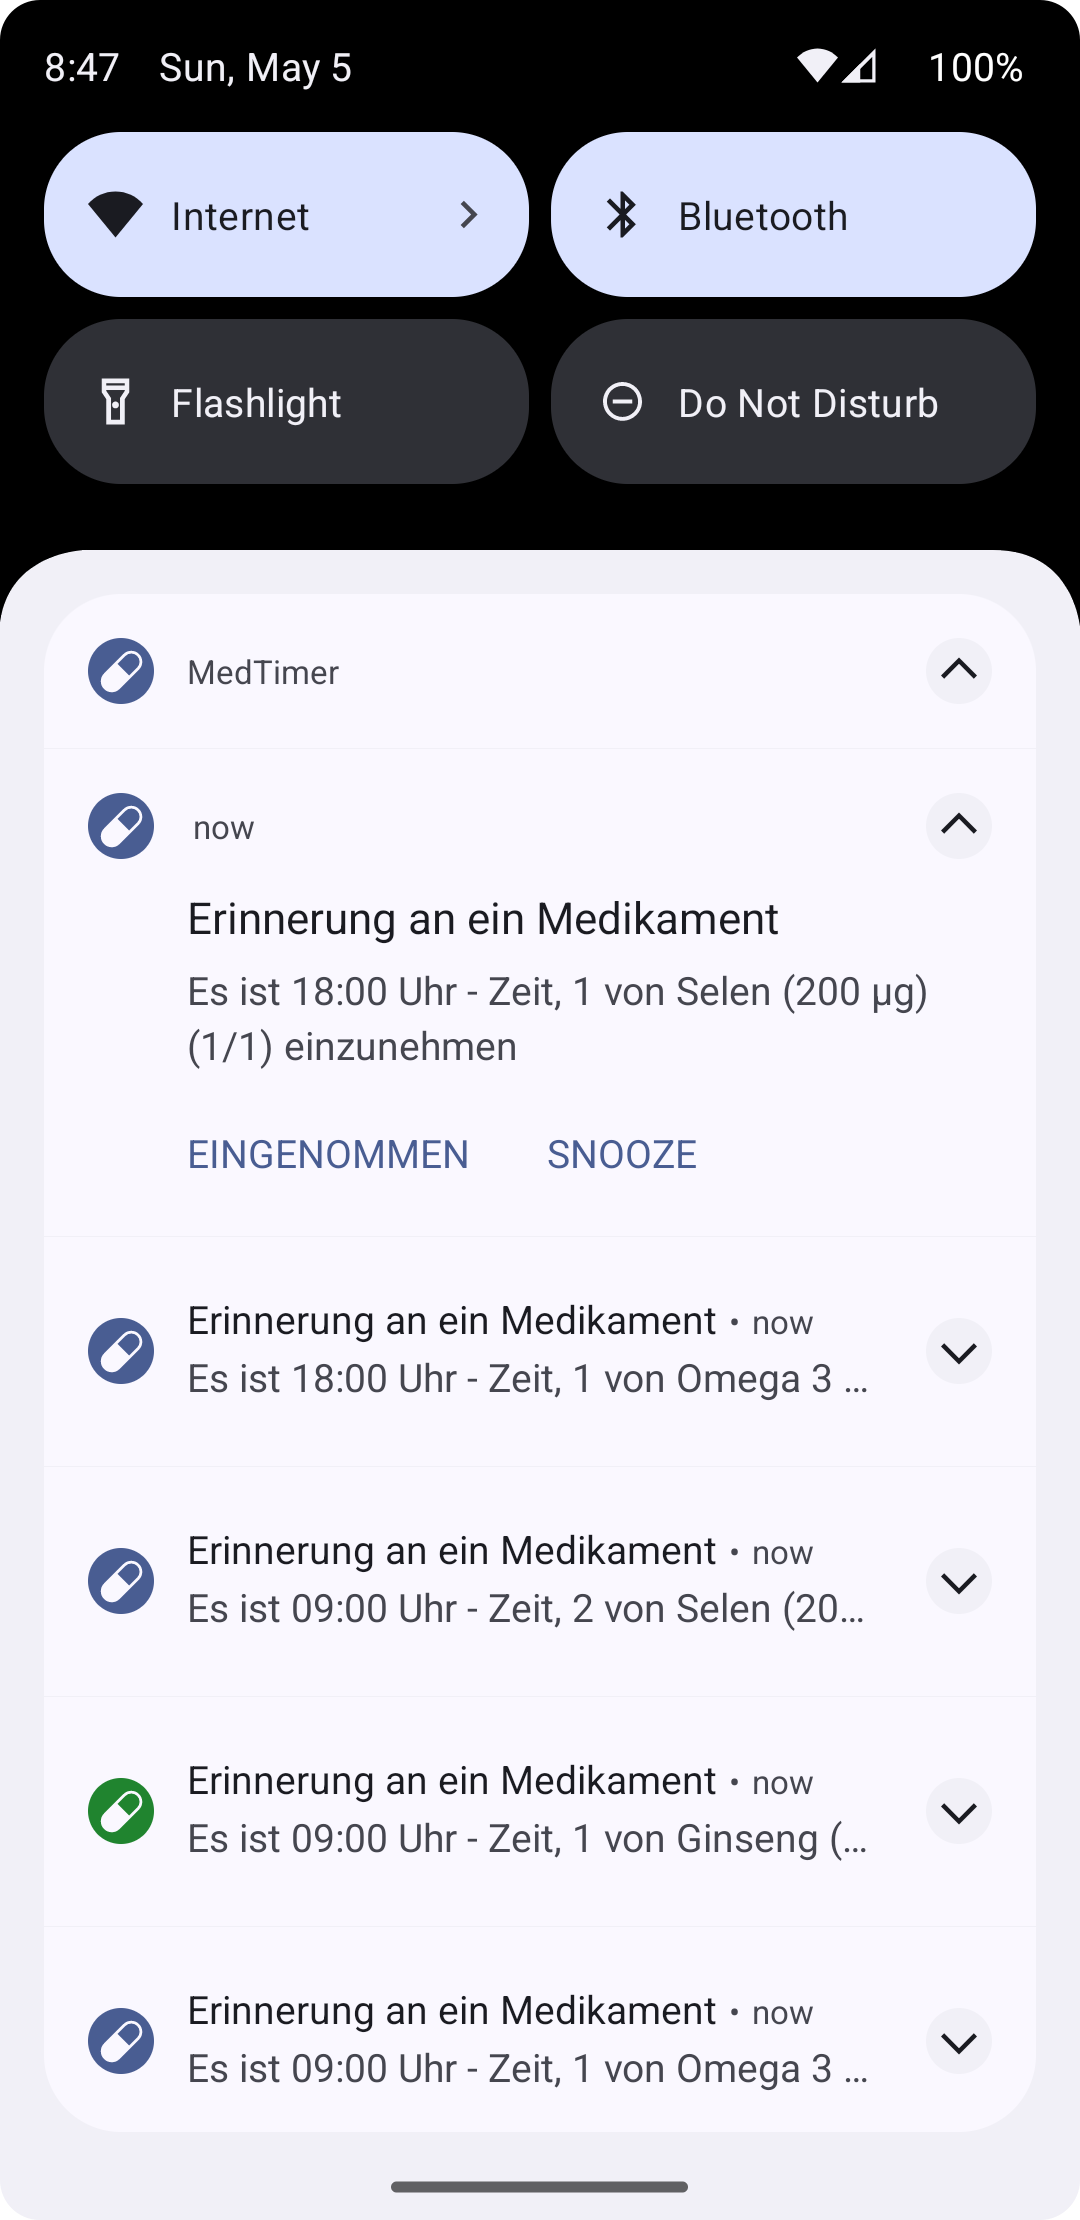 8:47 Sun, May 5 100%
Internet
Bluetooth
Flashlight
Do Not Disturb
MedTimer
now
Erinnerung an ein Medikament
Es ist 18:00 Uhr - Zeit, 1 von Selen (200 µg)
(1/1) einzunehmen
EINGENOMMEN SNOOZE
Erinnerung an ein Medikament • now
Es ist 18:00 Uhr - Zeit, 1 von Omega 3 ...
Erinnerung an ein Medikament • now
Es ist 09:00 Uhr - Zeit, 2 von Selen (20...
Erinnerung an ein Medikament • now
Es ist 09:00 Uhr - Zeit, 1 von Ginseng (...
Erinnerung an ein Medikament • now
Es ist 09:00 Uhr - Zeit, 1 von Omega 3 ...